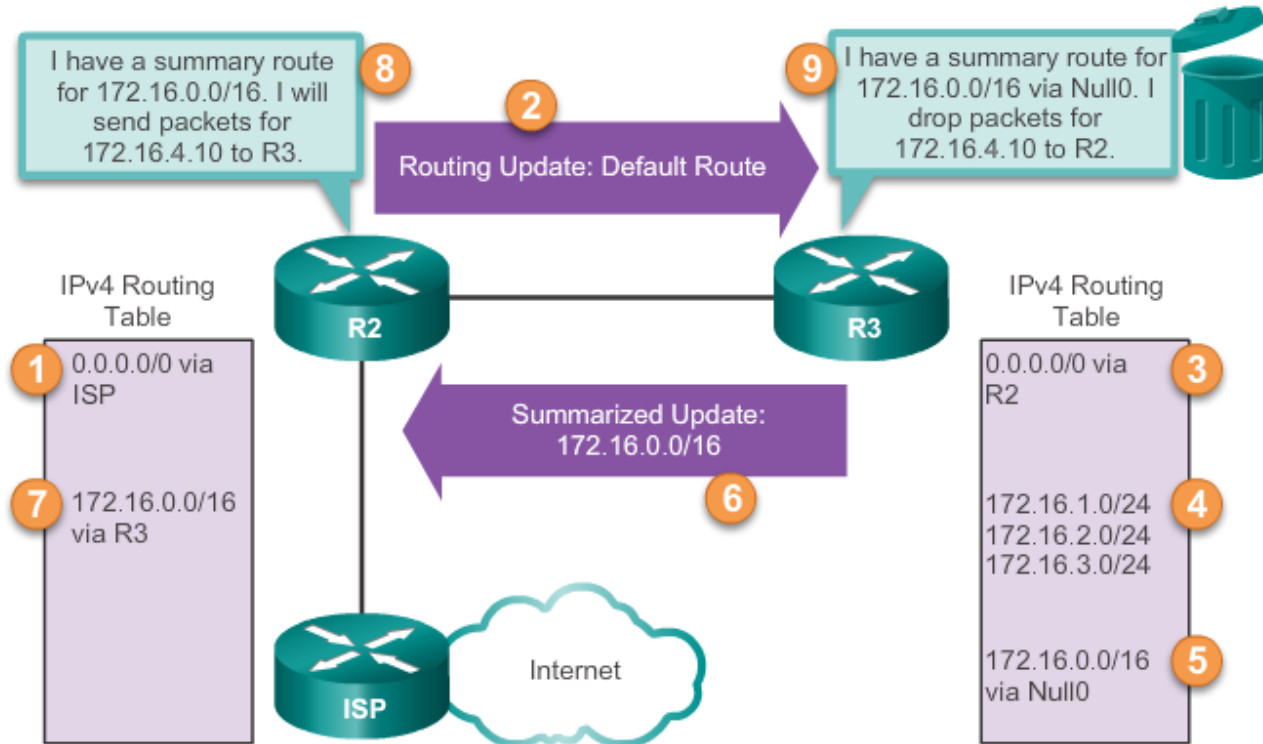 I have a summary route
for 172.16.0.0/16. I will
send packets for
172.16.4.10 to R3.
8
9
I have a summary route for
172.16.0.0/16 via Null0. I
drop packets for
172.16.4.10 to R2.
2
Routing Update: Default Route
R2
R3
IPv4 Routing
Table
1
0.0.0.0/0 via
ISP
7
172.16.0.0/16
via R3
Summarized Update:
172.16.0.0/16
6
IPv4 Routing
Table
0.0.0.0/0 via
R2
3
172.16.1.0/24
172.16.2.0/24
172.16.3.0/24
4
172.16.0.0/16
via Null0
5
ISP
Internet